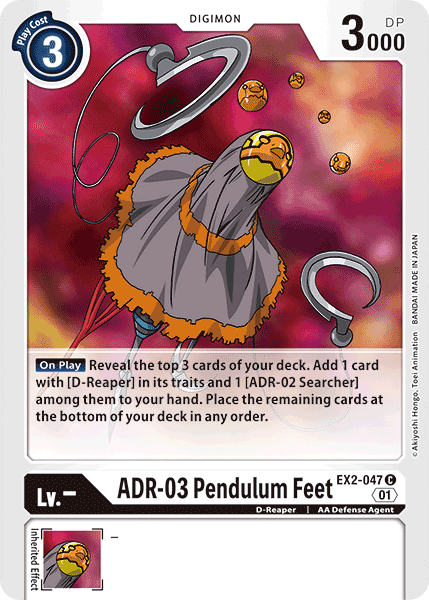 Play Cost
3
DIGIMON
DP
3000
On Play Reveal the top 3 cards of your deck. Add 1 card
with [D-Reaper] in its traits and 1 [ADR-02 Searcher]
among them to your hand. Place the remaining cards at
the bottom of your deck in any order.
©Akiyoshi Hongo, Toei Animation BANDAI MADE IN JAPAN
Lv.–
ADR-03 Pendulum Feet
EX2-047 C
01
D-Reaper | AA Defense Agent
Inherited Effect
–